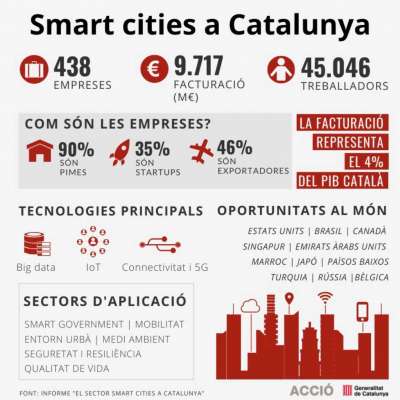 Smart cities a Catalunya
438
EMPRESES
9.717
FACTURACIÓ
(M€)
45.046
TREBALLADORS
COM SÓN LES EMPRESES?
90%
SÓN
PIMES
35%
SÓN
STARTUPS
46%
SÓN
EXPORTADORES
LA FACTURACIÓ
REPRESENTA
EL 4%
DEL PIB CATALÀ
TECNOLOGIES PRINCIPALS
Big data
IoT
Connectivitat i 5G
OPORTUNITATS AL MÓN
ESTATS UNITS | BRASIL | CANADÀ
SINGAPUR | EMIRATS ÀRABS UNITS
MARROC | JAPÓ | PAÏSOS BAIXOS
TURQUIA | RÚSSIA |BÈLGICA
SECTORS D'APLICACIÓ
SMART GOVERNMENT | MOBILITAT
ENTORN URBÀ | MEDI AMBIENT
SEGURETAT I RESILIÈNCIA
QUALITAT DE VIDA
FONT: INFORME "EL SECTOR SMART CITIES A CATALUNYA"
ACCIÓ
Generalitat
de Catalunya